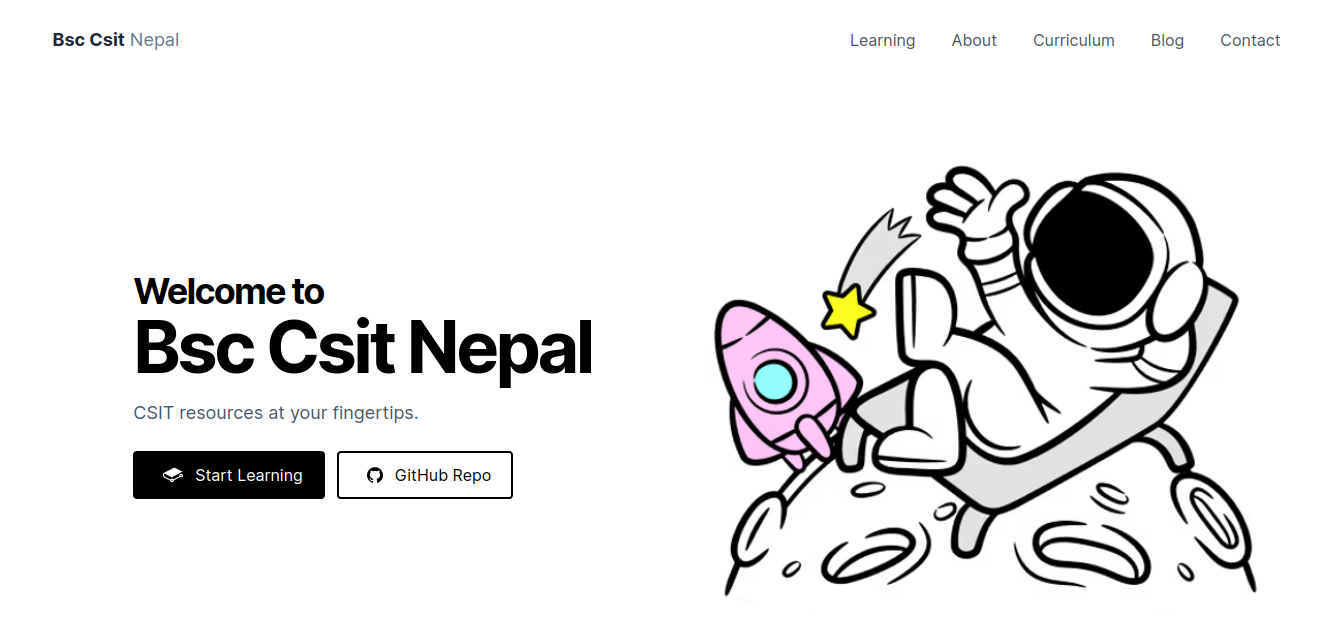 Bsc Csit Nepal
Learning About Curriculum Blog Contact
Welcome to
Bsc Csit Nepal
CSIT resources at your fingertips.
Start Learning GitHub Repo